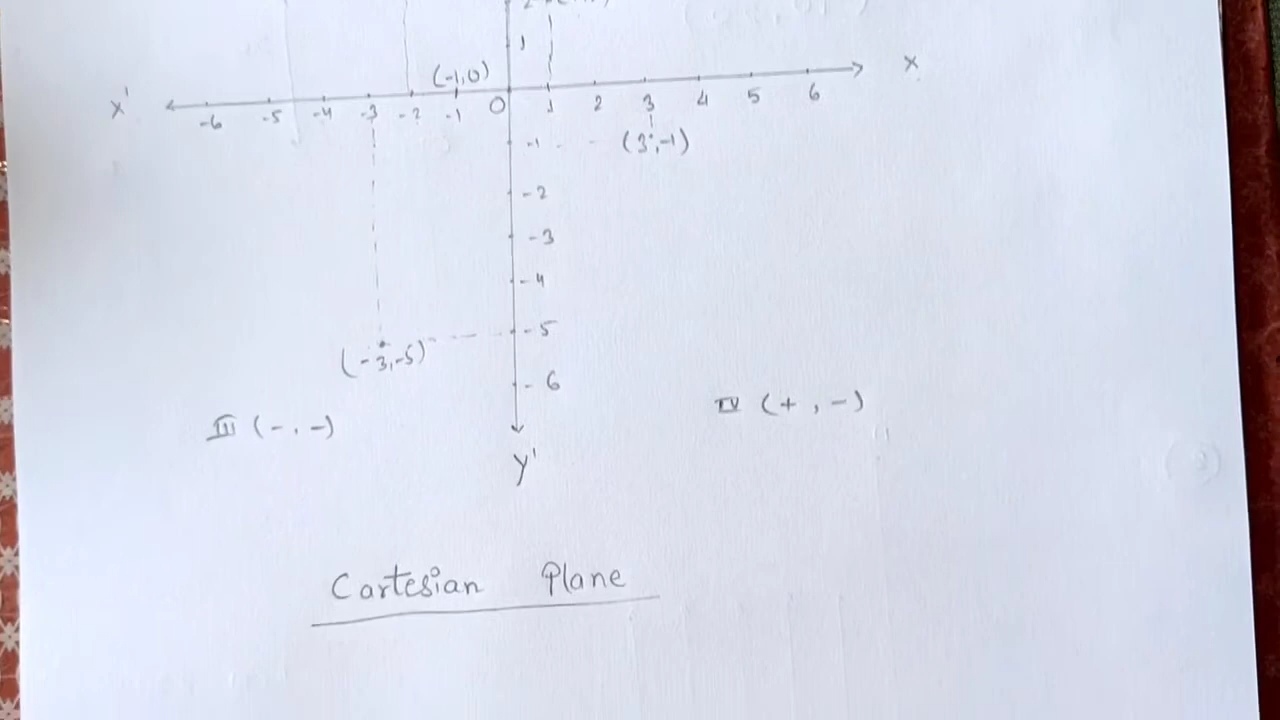 1
(-1,0)
X' -6 -5 -4 -3 -2 -1 O 1 2 3 4 5 6 X
-1 (3,-1)
-2
-3
-4
-5
(-3,-5)
-6
III (-,-) IV (+,-)
Y'
Cartesian Plane